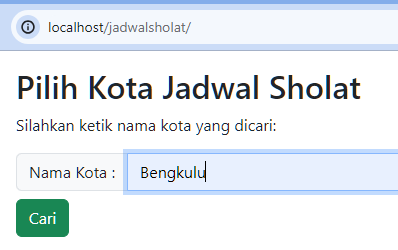 localhost/jadwalsholat/
Pilih Kota Jadwal Sholat
Silahkan ketik nama kota yang dicari:
Nama Kota : Bengkulu
Cari